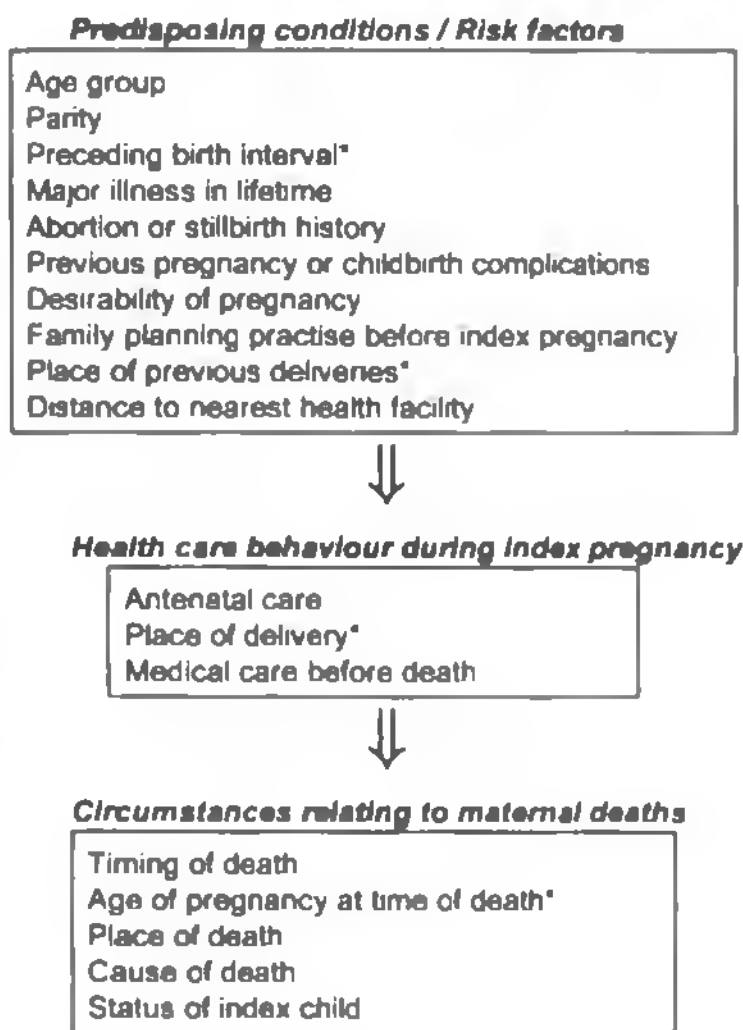 Predisposing conditions / Risk factors
Age group
Parity
Preceding birth interval*
Major illness in lifetime
Abortion or stillbirth history
Previous pregnancy or childbirth complications
Desirability of pregnancy
Family planning practise before index pregnancy
Place of previous deliveries*
Distance to nearest health facility
⇓
Health care behaviour during index pregnancy
Antenatal care
Place of delivery*
Medical care before death
⇓
Circumstances relating to maternal deaths
Timing of death
Age of pregnancy at time of death*
Place of death
Cause of death
Status of index child